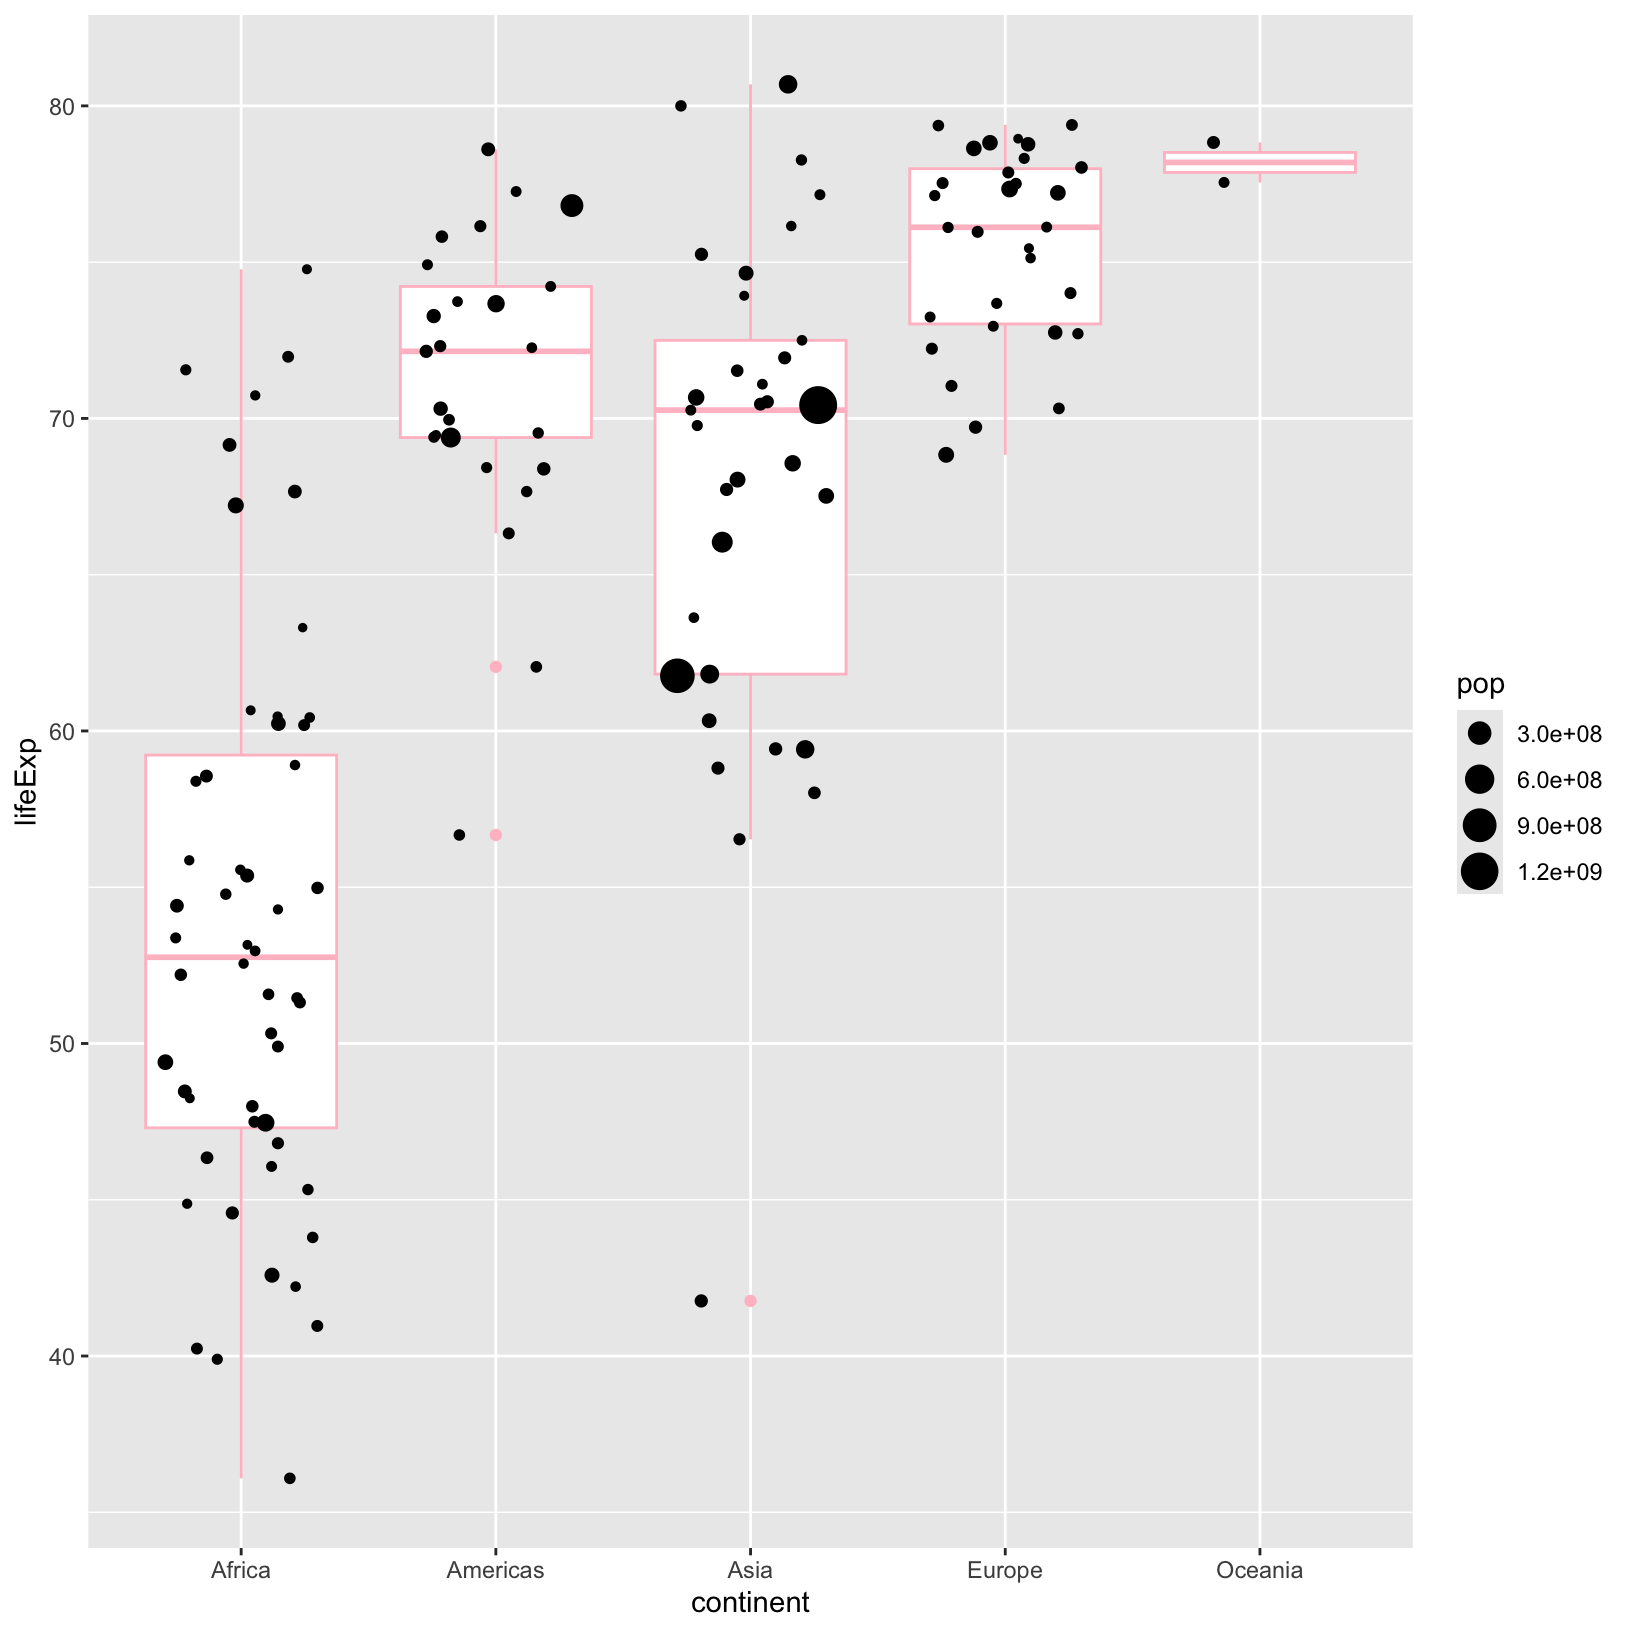 lifeExp
80
70
60
50
40
Africa
Americas
Asia
Europe
Oceania
continent
pop
3.0e+08
6.0e+08
9.0e+08
1.2e+09